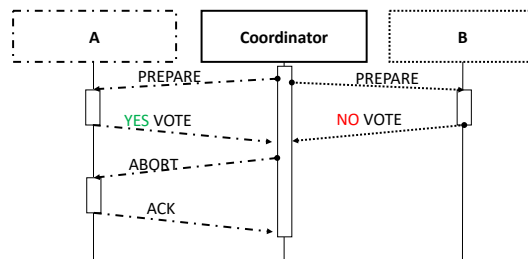 A
Coordinator
B
PREPARE
PREPARE
YES VOTE
NO VOTE
ABORT
ACK